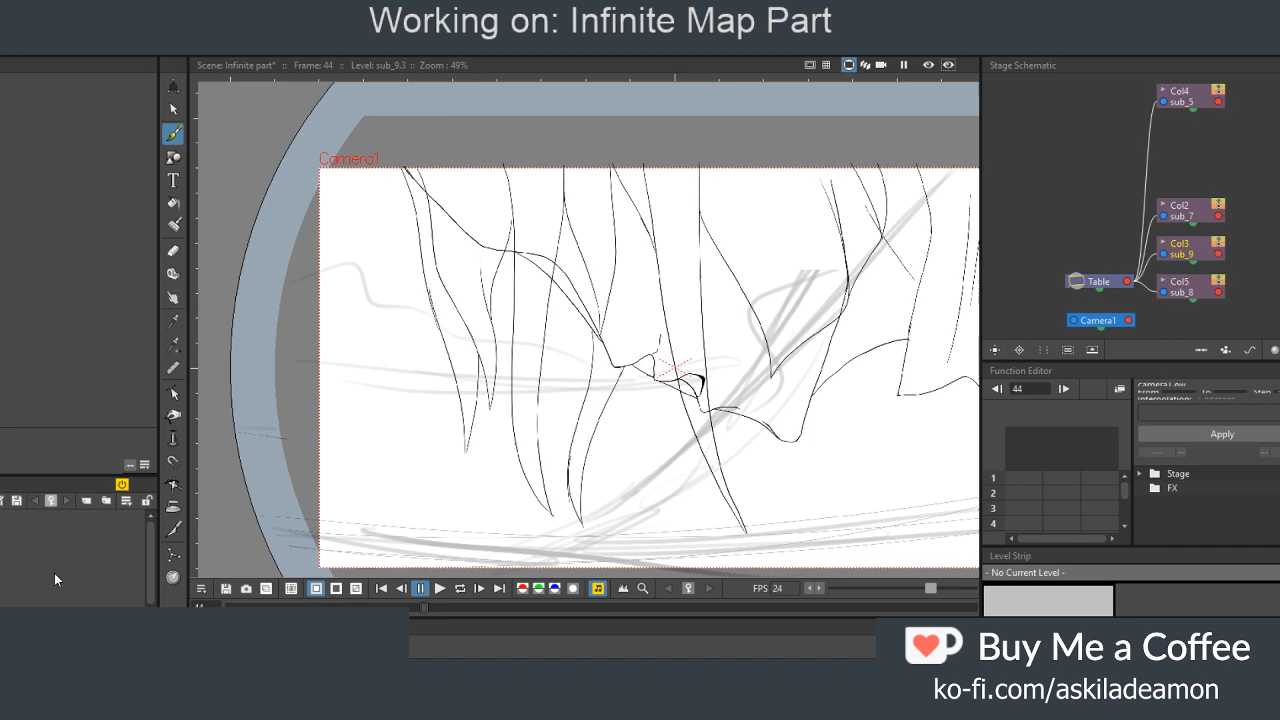 Working on: Infinite Map Part
Scene: Infinite part* :: Frame: 44 :: Level: sub_9.3 :: Zoom : 49%
Stage Schematic
Camera1
Col4
sub_5
Col2
sub_7
Col3
sub_9
Table
Col5
sub_8
Camera1
Function Editor
44
Apply
1
2
3
4
Stage
FX
Level Strip
- No Current Level -
FPS 24
Buy Me a Coffee
ko-fi.com/askiladeamon